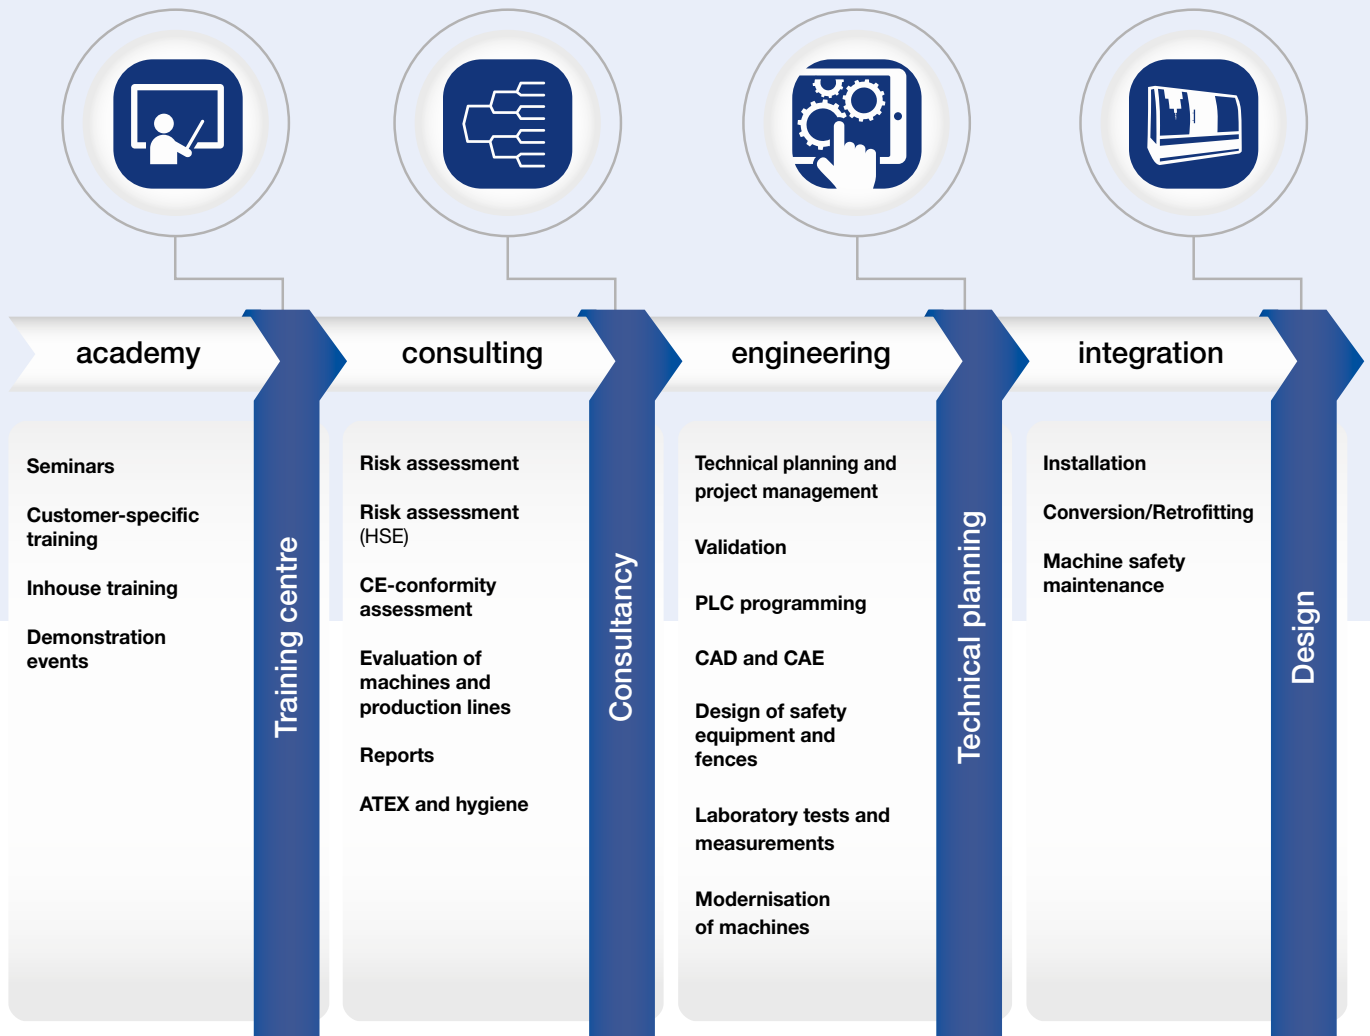 academy
Seminars
Customer-specific
training
Inhouse training
Demonstration
events
Training centre
consulting
Risk assessment
Risk assessment
(HSE)
CE-conformity
assessment
Evaluation of
machines and
production lines
Reports
ATEX and hygiene
Consultancy
engineering
Technical planning and
project management
Validation
PLC programming
CAD and CAE
Design of safety
equipment and
fences
Laboratory tests and
measurements
Modernisation
of machines
Technical planning
integration
Installation
Conversion/Retrofitting
Machine safety
maintenance
Design